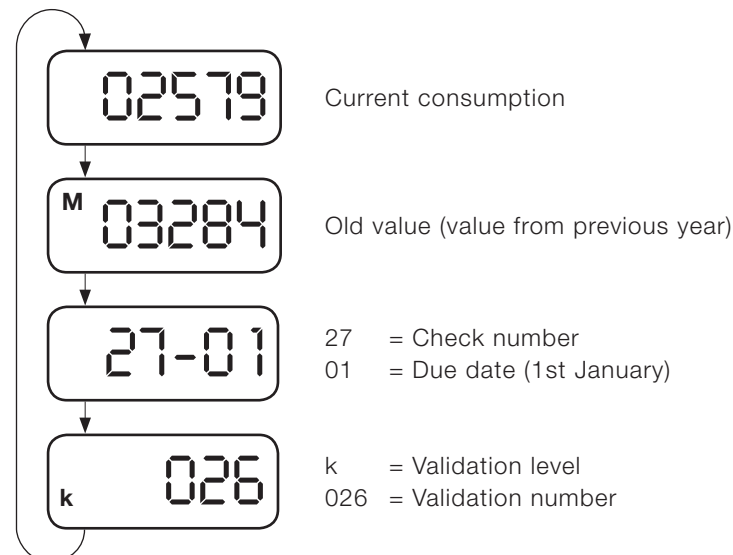 02579 Current consumption
M 03284 Old value (value from previous year)
27-01 27 = Check number
01 = Due date (1st January)
k 026 k = Validation level
026 = Validation number